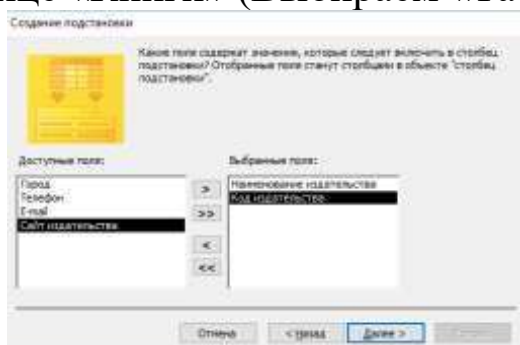 Создание подстановки
Какие поля содержат значение, которые следует включить в столбец
подстановки? Отобранные поля станут столбцами в объекте "столбец
подстановки".
Доступные поля:
Выбранные поля:
Город
Телефон
E-mail
Сайт издательства
Наименование издательства
Код издательства
>
>>
<
<<
Отмена
< Назад
Далее >